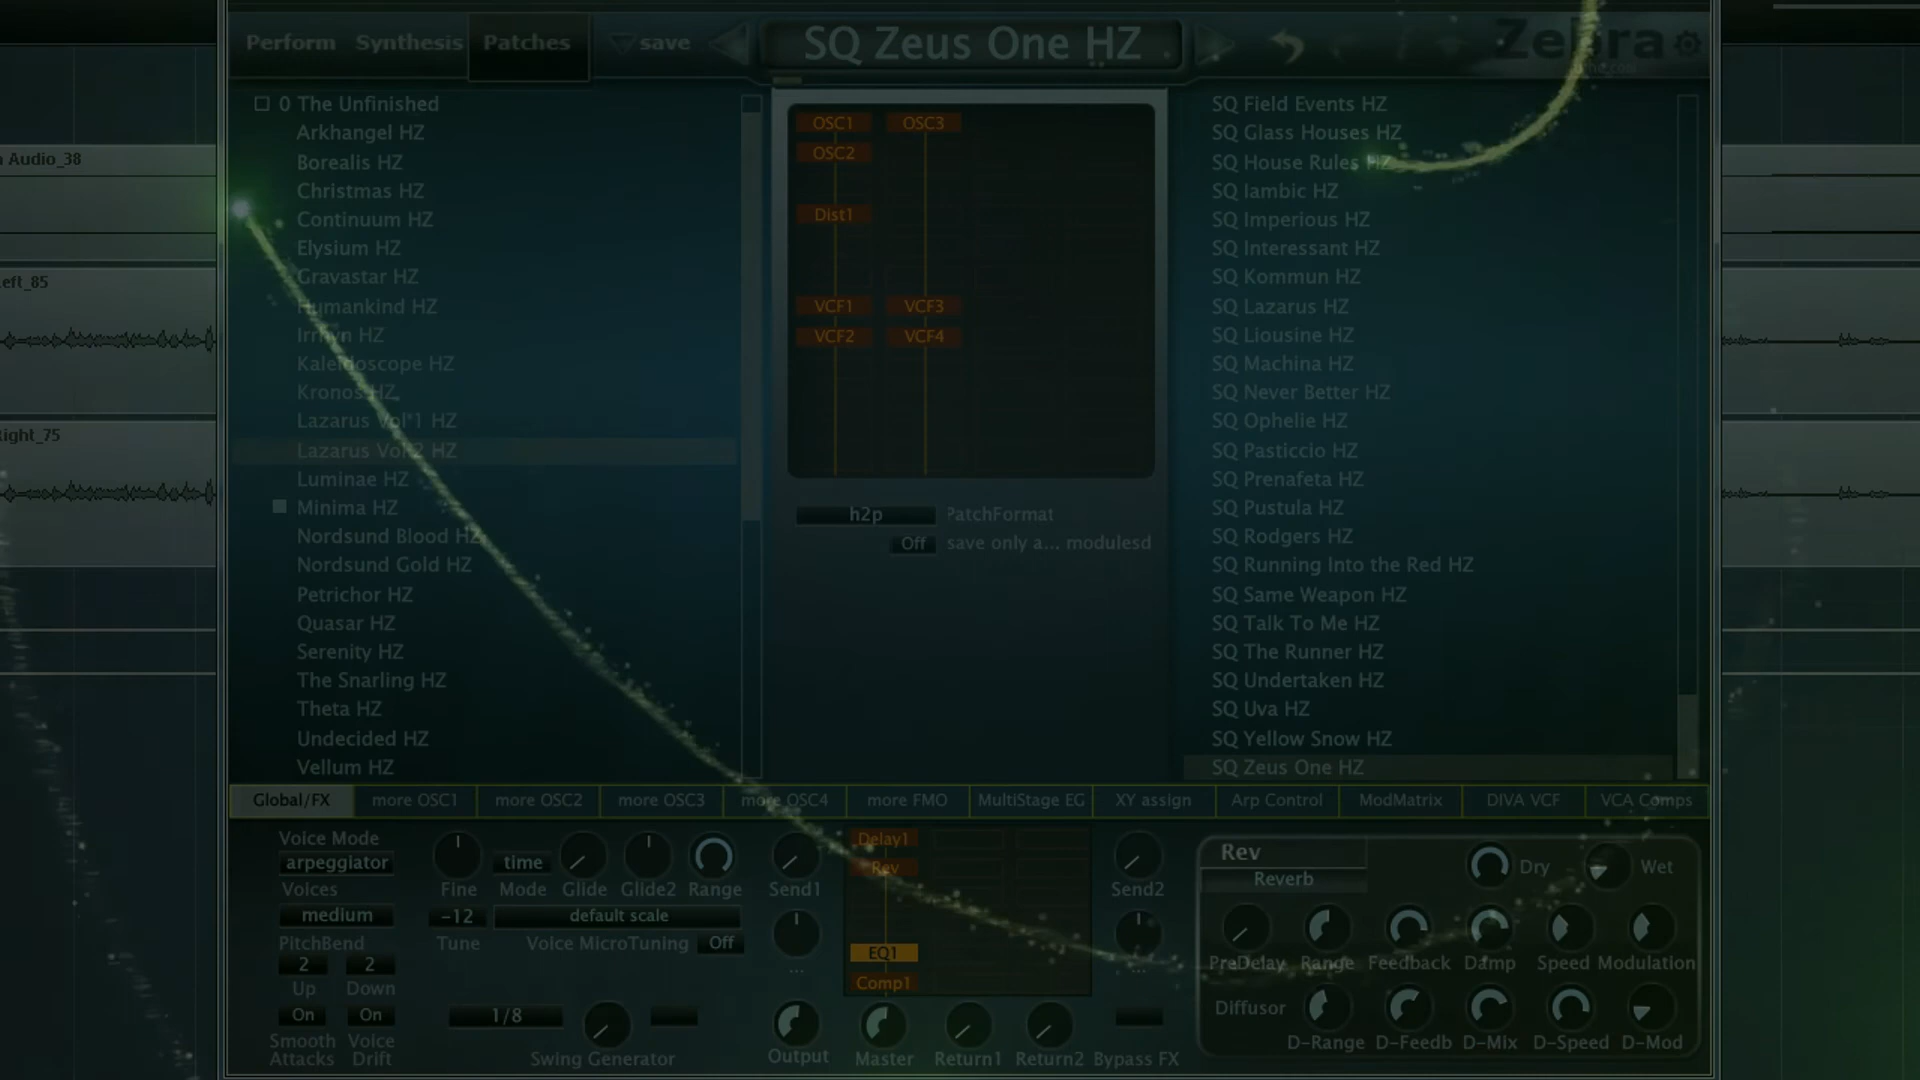 Perform Synthesis Patches save SQ Zeus One HZ Zebra
0 The Unfinished
Arkhangel HZ
Borealis HZ
Christmas HZ
Continuum HZ
Elysium HZ
Gravastar HZ
Humankind HZ
Irrhyn HZ
Kaleidoscope HZ
Kronos HZ
Lazarus Vol*1 HZ
Lazarus Vol*2 HZ
Luminae HZ
Minima HZ
Nordsund Blood HZ
Nordsund Gold HZ
Petrichor HZ
Quasar HZ
Serenity HZ
The Snarling HZ
Theta HZ
Undecided HZ
Vellum HZ
Audio_38
eft_85
ight_75
OSC1 OSC3
OSC2
Dist1
VCF1 VCF3
VCF2 VCF4
h2p PatchFormat
Off save only a... modulesd
SQ Field Events HZ
SQ Glass Houses HZ
SQ House Rules HZ
SQ Iambic HZ
SQ Imperious HZ
SQ Interessant HZ
SQ Kommun HZ
SQ Lazarus HZ
SQ Liousine HZ
SQ Machina HZ
SQ Never Better HZ
SQ Ophelie HZ
SQ Pasticcio HZ
SQ Prenafeta HZ
SQ Pustula HZ
SQ Rodgers HZ
SQ Running Into the Red HZ
SQ Same Weapon HZ
SQ Talk To Me HZ
SQ The Runner HZ
SQ Undertaken HZ
SQ Uva HZ
SQ Yellow Snow HZ
SQ Zeus One HZ
Global/FX more OSC1 more OSC2 more OSC3 more OSC4 more FMO MultiStage EG XY assign Arp Control ModMatrix DIVA VCF VCA Comps
Voice Mode
arpeggiator
Voices
medium
PitchBend
2 2
Up Down
On On
Smooth Voice
Attacks Drift
time
Fine Mode Glide Glide2 Range
-12 default scale
Tune Voice MicroTuning Off
1/8
Swing Generator
Send1
...
Delay1
Rev
EQ1
Comp1
Send2
...
Output Master Return1 Return2 Bypass FX
Rev
Reverb
Dry Wet
PreDelay Range Feedback Damp Speed Modulation
Diffusor
D-Range D-Feedb D-Mix D-Speed D-Mod